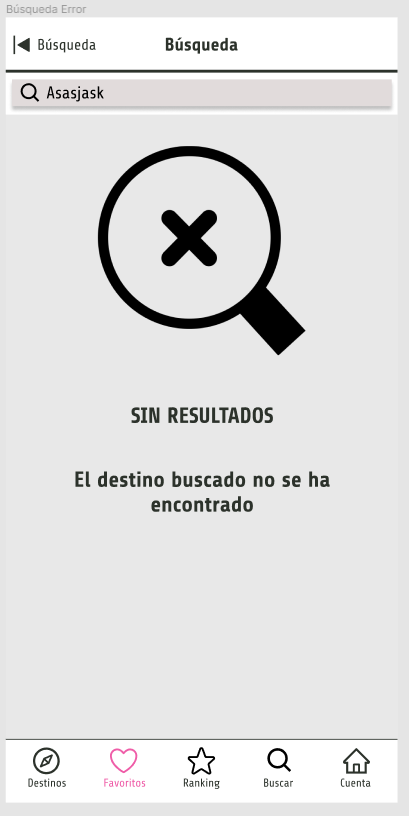 Búsqueda Error
Búsqueda
Búsqueda
Asasjask
SIN RESULTADOS
El destino buscado no se ha
encontrado
Destinos
Favoritos
Ranking
Buscar
Cuenta